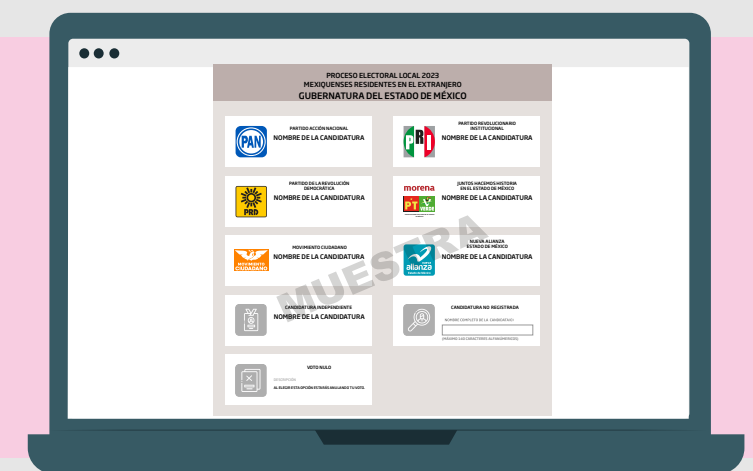 PROCESO ELECTORAL LOCAL 2023
MEXIQUENSES RESIDENTES EN EL EXTRANJERO
GUBERNATURA DEL ESTADO DE MÉXICO
PAN
PARTIDO ACCIÓN NACIONAL
NOMBRE DE LA CANDIDATURA
PRI
PARTIDO REVOLUCIONARIO
INSTITUCIONAL
NOMBRE DE LA CANDIDATURA
PRD
PARTIDO DE LA REVOLUCIÓN
DEMOCRÁTICA
NOMBRE DE LA CANDIDATURA
morena
PT
VERDE
JUNTOS HACEMOS HISTORIA
EN EL ESTADO DE MÉXICO
NOMBRE DE LA CANDIDATURA
MOVIMIENTO
CIUDADANO
MOVIMIENTO CIUDADANO
NOMBRE DE LA CANDIDATURA
nueva
alianza
NUEVA ALIANZA
ESTADO DE MÉXICO
NOMBRE DE LA CANDIDATURA
MUESTRA
CANDIDATURA INDEPENDIENTE
NOMBRE DE LA CANDIDATURA
CANDIDATURA NO REGISTRADA
NOMBRE COMPLETO DE LA CANDIDATURA:
(MÁXIMO 140 CARACTERES ALFANUMÉRICOS)
VOTO NULO
AL ELEGIR ESTA OPCIÓN ESTARÁS ANULANDO TU VOTO.